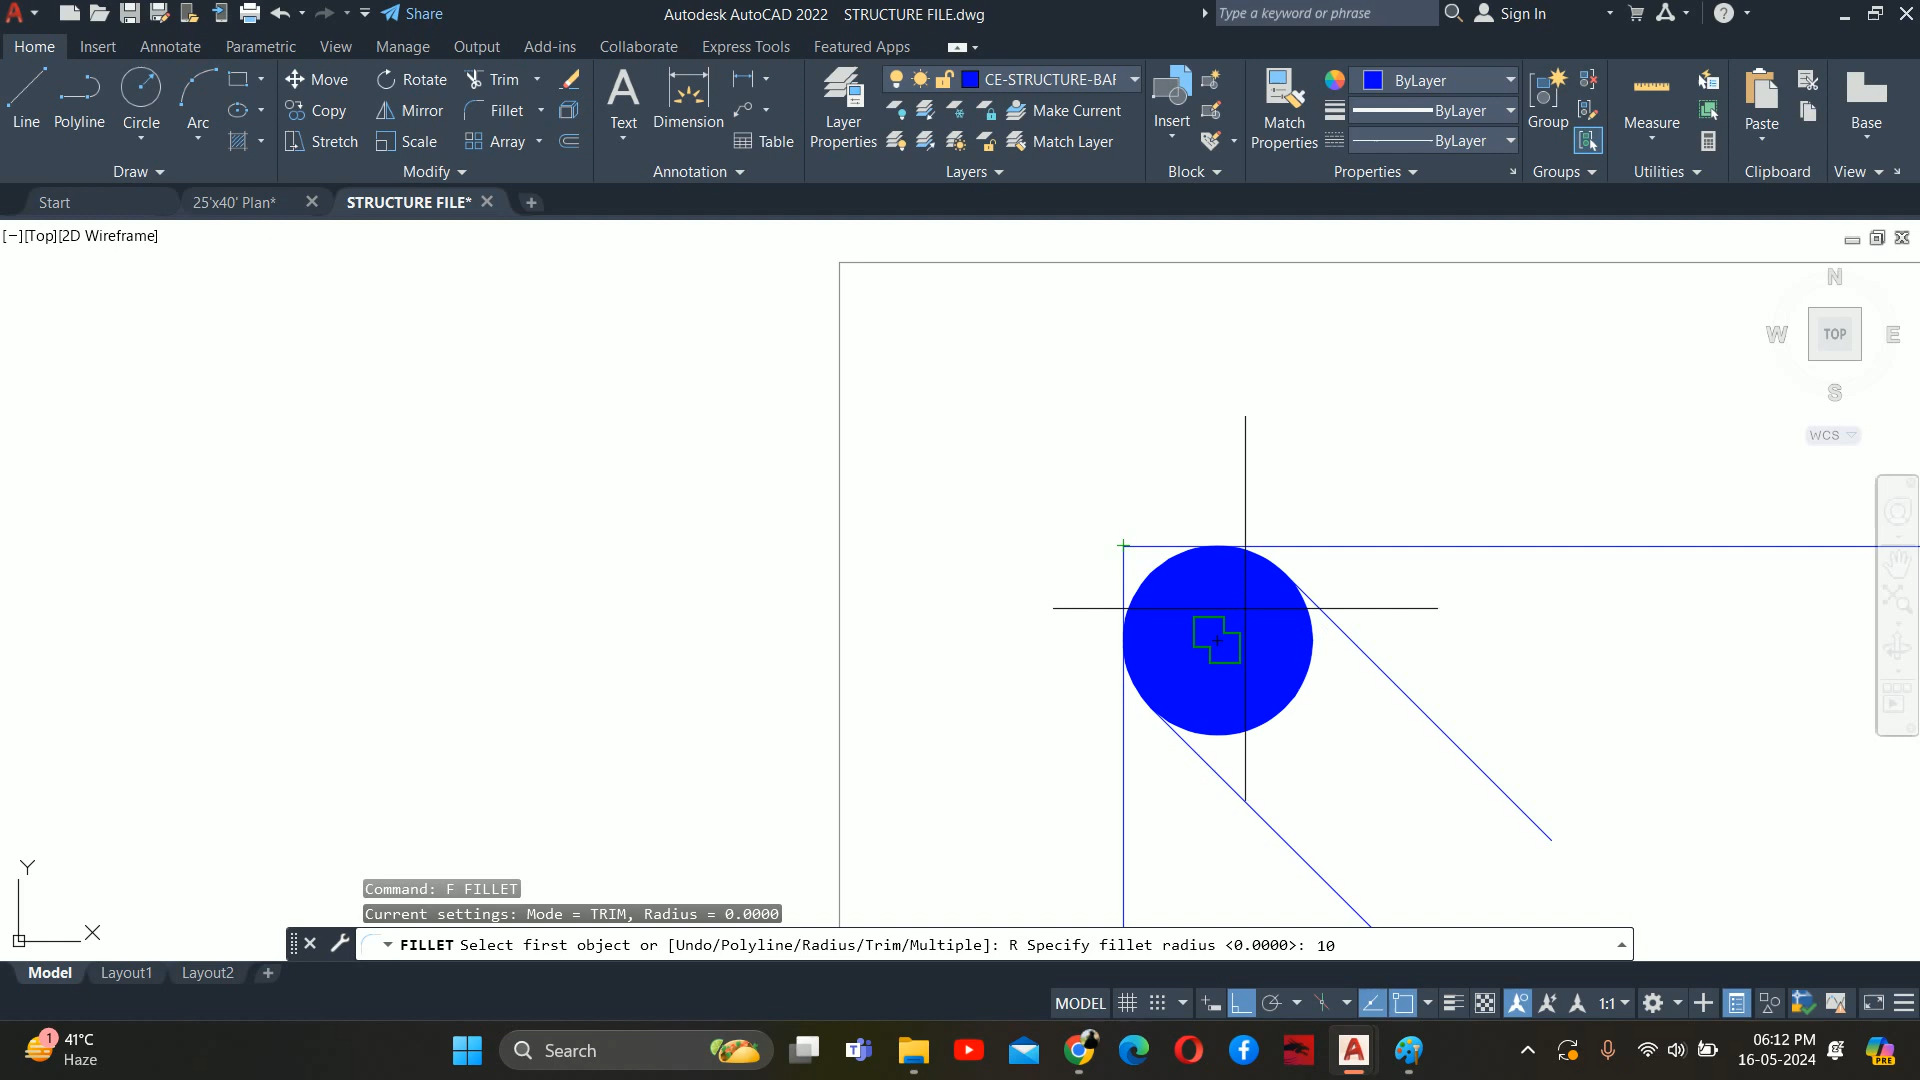 Share
Autodesk AutoCAD 2022 STRUCTURE FILE.dwg
Type a keyword or phrase
Sign In
Home Insert Annotate Parametric View Manage Output Add-ins Collaborate Express Tools Featured Apps
Line Polyline Circle Arc
Draw
Move Rotate Trim
Copy Mirror Fillet
Stretch Scale Array
Modify
Text Dimension Table
Annotation
Layer Properties
CE-STRUCTURE-BAR
Make Current
Match Layer
Layers
Insert
Block
Match Properties
ByLayer
ByLayer
ByLayer
Properties
Group
Groups
Measure
Utilities
Paste
Clipboard
Base
View
Start 25'x40' Plan* STRUCTURE FILE*
[−][Top][2D Wireframe]
N
W TOP E
S
WCS
Y
X
Command: F FILLET
Current settings: Mode = TRIM, Radius = 0.0000
FILLET Select first object or [Undo/Polyline/Radius/Trim/Multiple]: R Specify fillet radius <0.0000>: 10
Model Layout1 Layout2
MODEL 1:1
1 41°C
Haze
Search
06:12 PM
16-05-2024
PRE